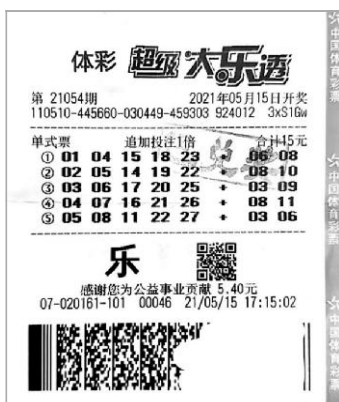 体彩 超级大乐透
第 21054期 2021年05月15日开奖
110510-445660-030449-459303 924012 3xS1Gm
单式票 追加投注1倍 合计15元
① 01 04 15 18 23 06 08
② 02 05 14 19 22 08 10
③ 03 06 17 20 25 + 03 09
④ 04 07 16 21 26 + 08 11
⑤ 05 08 11 22 27 + 03 06
乐
感谢您为公益事业贡献 5.40元
07-020161-101 00046 21/05/15 17:15:02
中国体育彩票
中国体育彩票
中国体育彩票